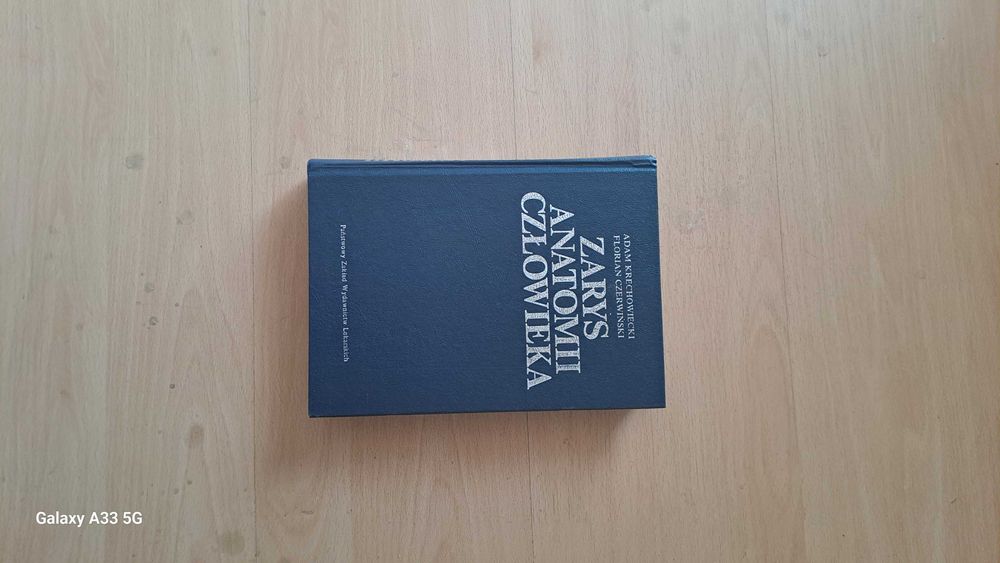 ADAM KRECHOWIECKI
FLORIAN CZERWIŃSKI
ZARYS
ANATOMII
CZŁOWIEKA
Państwowy Zakład Wydawnictw Lekarskich
Galaxy A33 5G